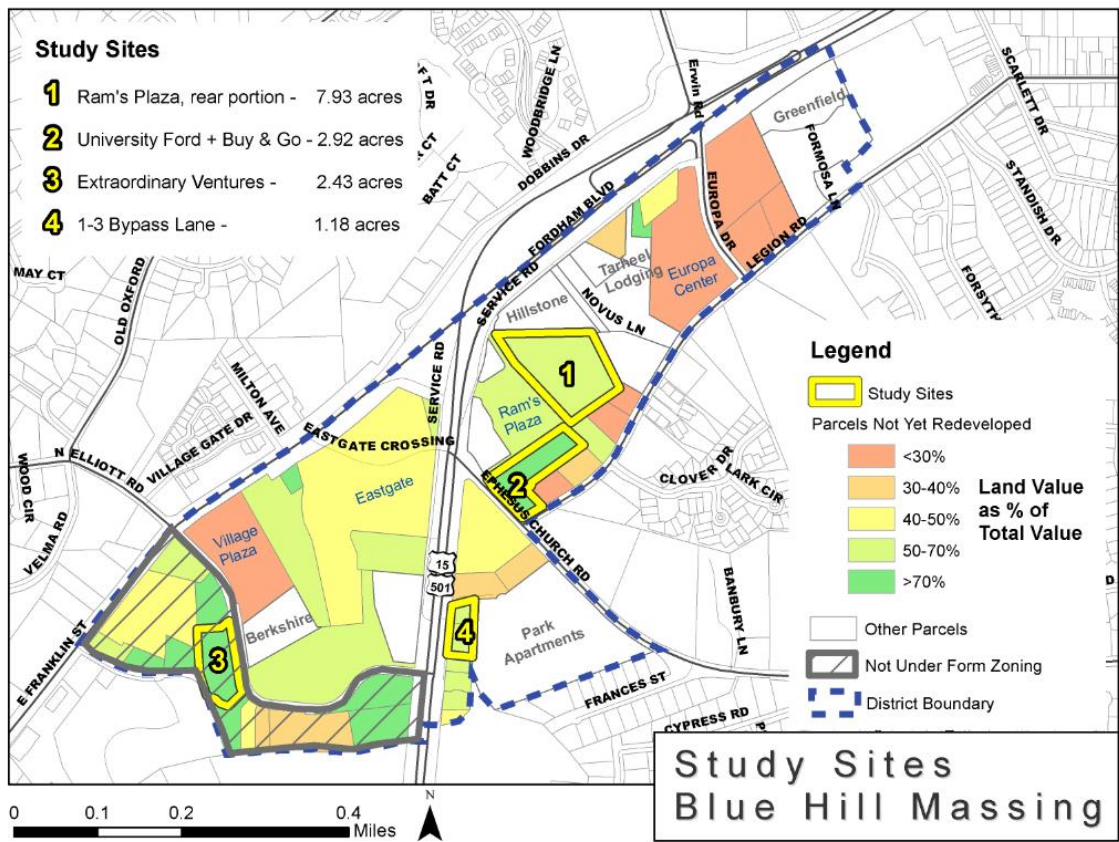 Study Sites
1 Ram's Plaza, rear portion - 7.93 acres
2 University Ford + Buy & Go - 2.92 acres
3 Extraordinary Ventures - 2.43 acres
4 1-3 Bypass Lane - 1.18 acres
WOODBRIDGE LN
DOBBINS DR
BATT CT
Erwin Rd
SCARLETT DR
STANDISH DR
Greenfield
FORMOSA LN
EUROPA DR
LEGION RD
FORDHAM BLVD
SERVICE RD
Tarheel
Lodging
Europa
Center
Hillstone
NOVUS LN
MAY CT
OLD OXFORD
MILTON AVE
VILLAGE GATE DR
SERVICE RD
EASTGATE CROSSING
1
Ram's
Plaza
2
EPHESUS CHURCH RD
CLOVER DR
LARK CIR
N ELLIOTT RD
WOOD CIR
VELMA RD
Eastgate
Village
Plaza
15
501
BANBURY LN
Berkshire
3
4
Park
Apartments
E FRANKLIN ST
FRANCES ST
CYPRESS RD
Legend
Study Sites
Parcels Not Yet Redeveloped
<30%
30-40%
40-50%
50-70%
>70%
Land Value
as % of
Total Value
Other Parcels
Not Under Form Zoning
District Boundary
Study Sites
Blue Hill Massing
0 0.1 0.2 0.4
Miles
N